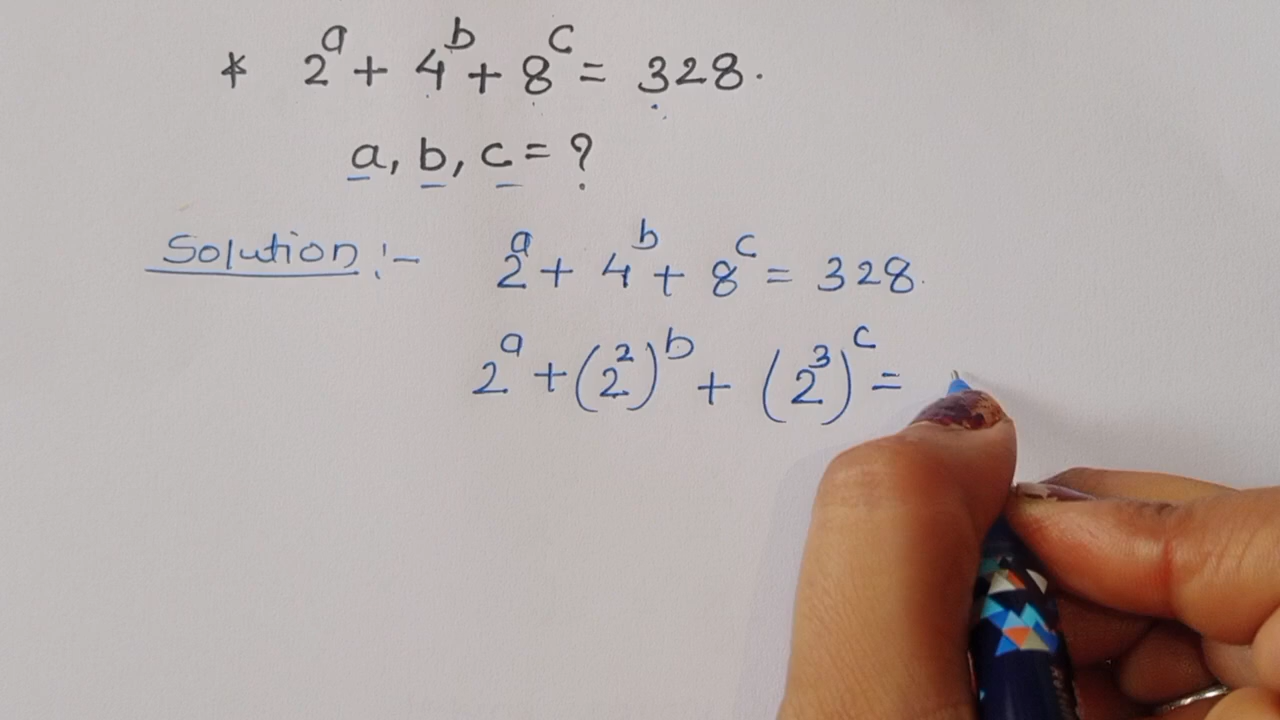 * 2^a + 4^b + 8^c = 328.
a, b, c = ?
Solution :- 2^a + 4^b + 8^c = 328.
2^a + (2^2)^b + (2^3)^c =